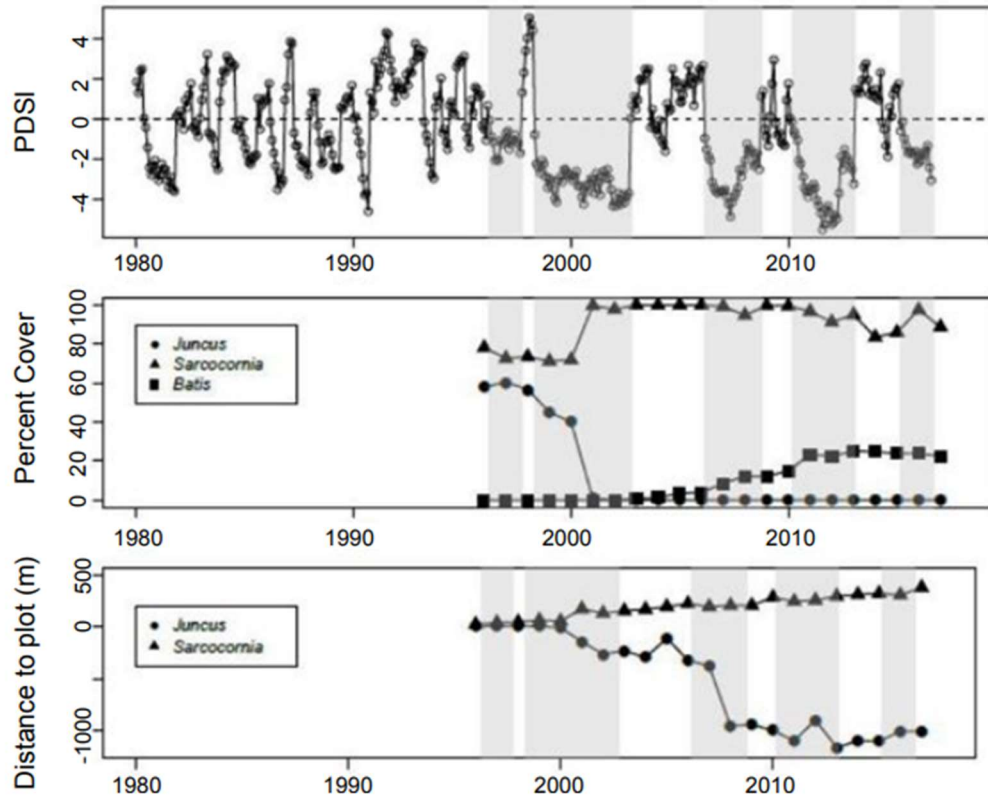 PDSI
4
2
0
-2
-4
1980 1990 2000 2010
Percent Cover
100
80
60
40
20
0
Juncus
Sarcocornia
Batis
1980 1990 2000 2010
Distance to plot (m)
500
0
-1000
Juncus
Sarcocornia
1980 1990 2000 2010